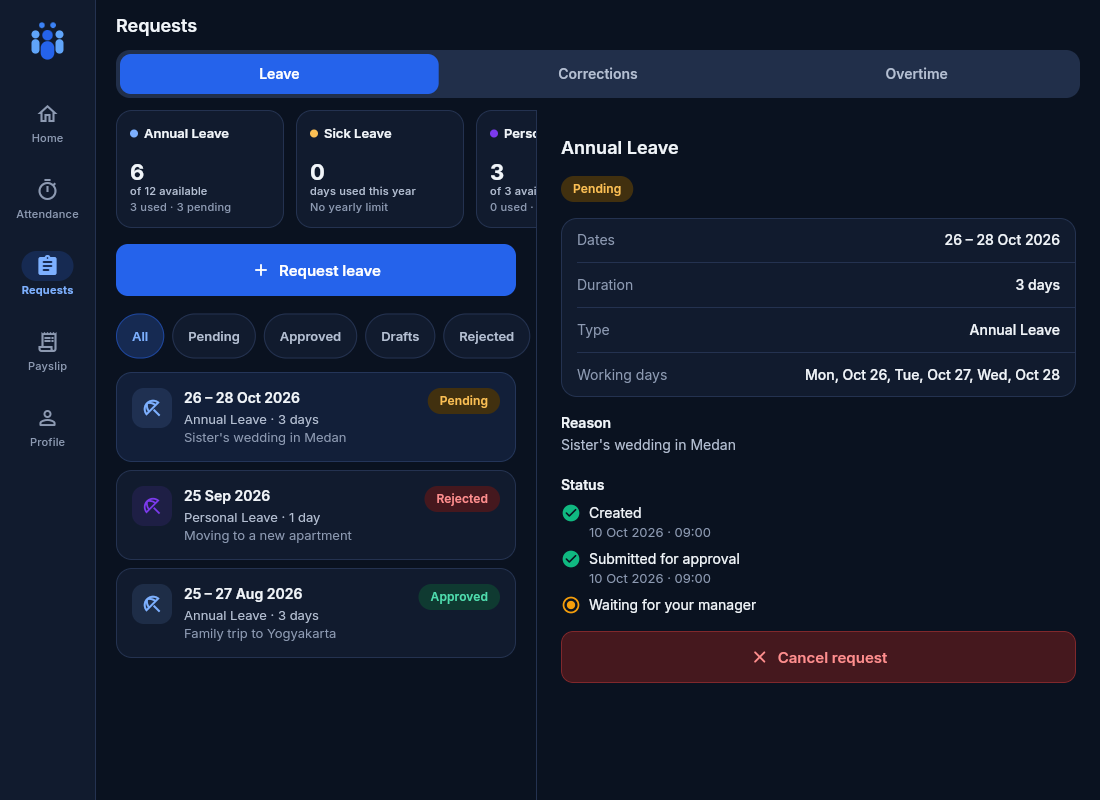 Requests
Leave
Corrections
Overtime
Home
Attendance
Requests
Payslip
Profile
Annual Leave
6
of 12 available
3 used · 3 pending
Sick Leave
0
days used this year
No yearly limit
Perso
3
of 3 avai
0 used ·
+ Request leave
All
Pending
Approved
Drafts
Rejected
26 – 28 Oct 2026
Pending
Annual Leave · 3 days
Sister's wedding in Medan
25 Sep 2026
Rejected
Personal Leave · 1 day
Moving to a new apartment
25 – 27 Aug 2026
Approved
Annual Leave · 3 days
Family trip to Yogyakarta
Annual Leave
Pending
Dates 26 – 28 Oct 2026
Duration 3 days
Type Annual Leave
Working days Mon, Oct 26, Tue, Oct 27, Wed, Oct 28
Reason
Sister's wedding in Medan
Status
Created
10 Oct 2026 · 09:00
Submitted for approval
10 Oct 2026 · 09:00
Waiting for your manager
Cancel request